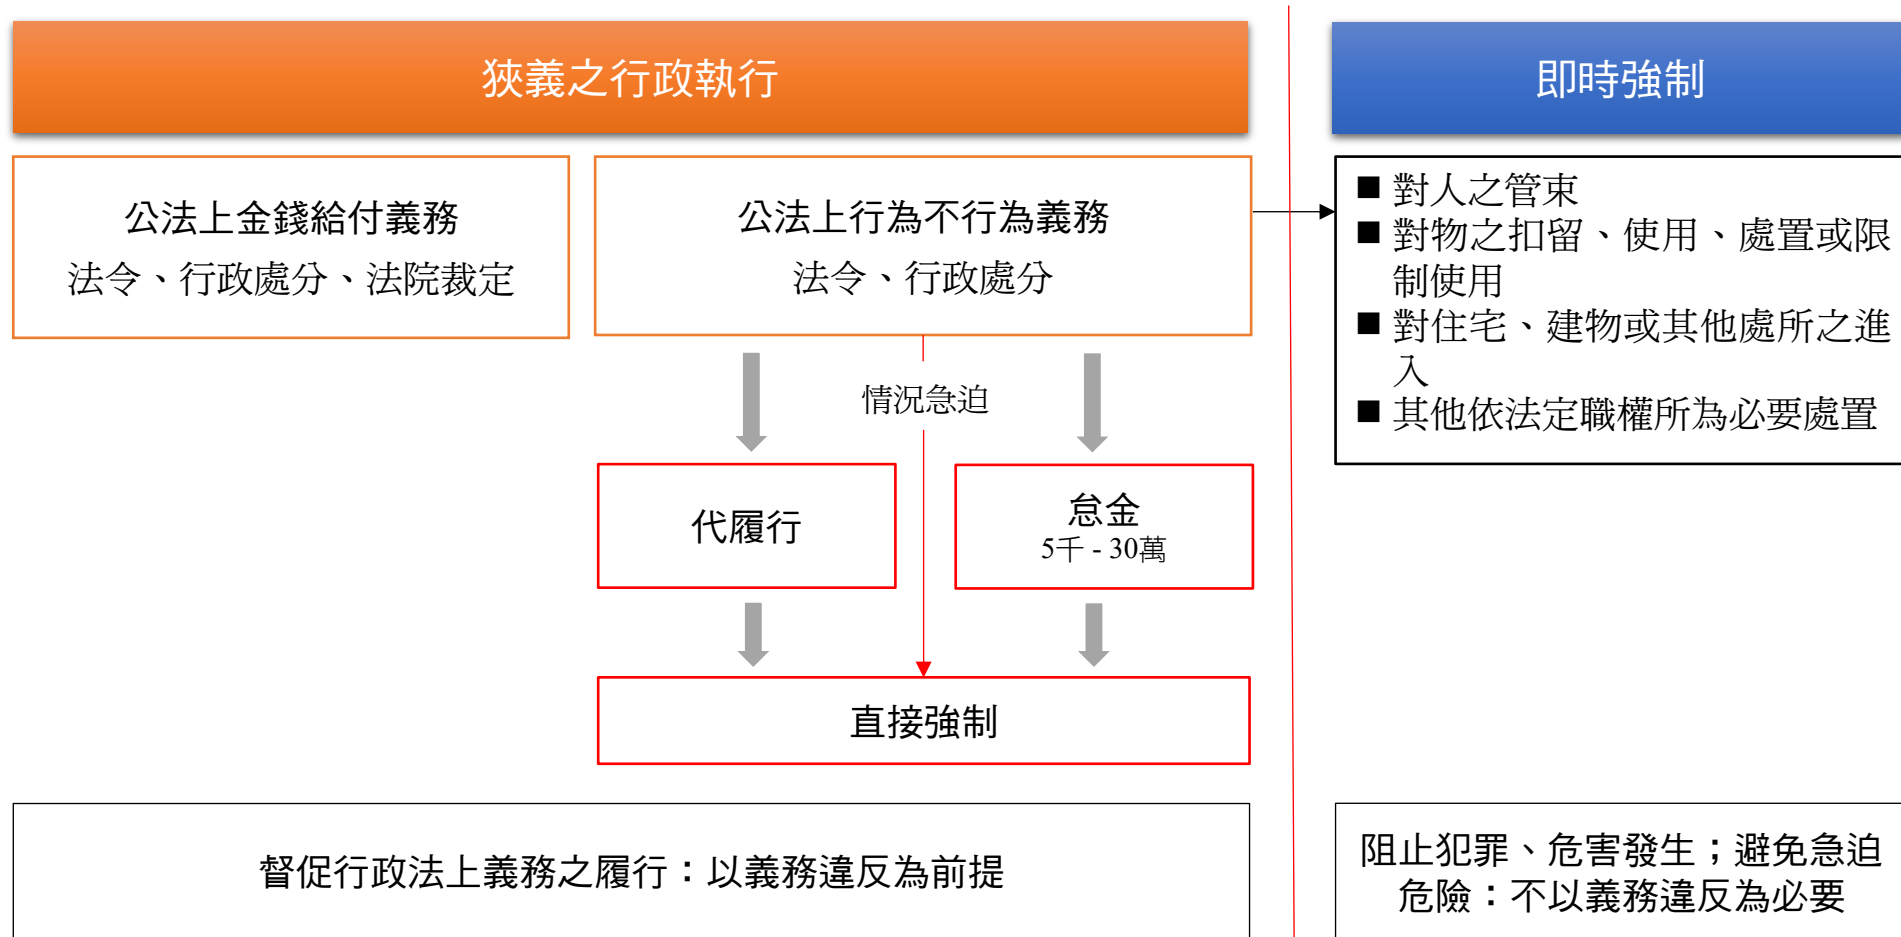 狹義之行政執行
即時強制
公法上金錢給付義務
法令、行政處分、法院裁定
公法上行為不行為義務
法令、行政處分
■ 對人之管束
■ 對物之扣留、使用、處置或限
制使用
■ 對住宅、建物或其他處所之進
入
■ 其他依法定職權所為必要處置
情況急迫
代履行
怠金
5千 - 30萬
直接強制
督促行政法上義務之履行：以義務違反為前提
阻止犯罪、危害發生；避免急迫
危險：不以義務違反為必要